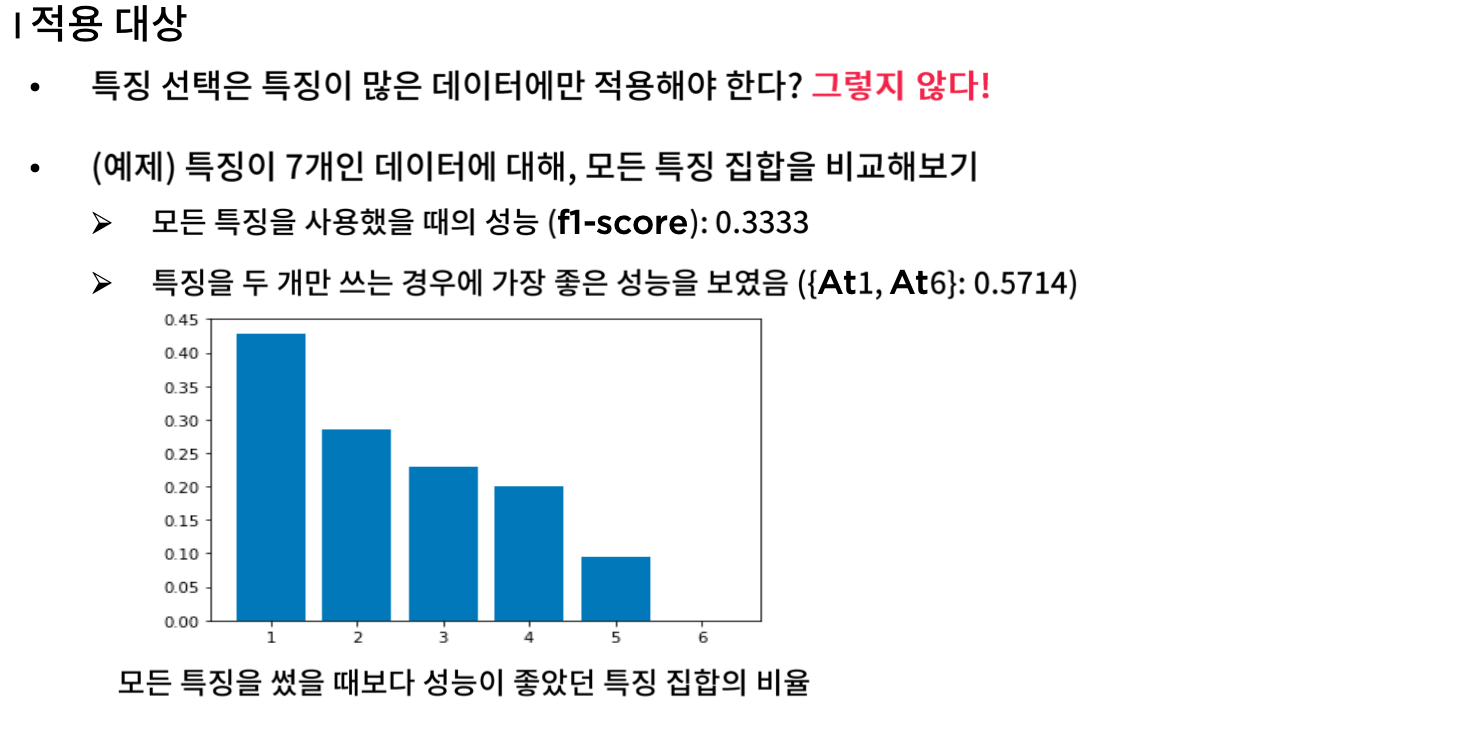 | 적용 대상
• 특징 선택은 특징이 많은 데이터에만 적용해야 한다? 그렇지 않다!
• (예제) 특징이 7개인 데이터에 대해, 모든 특징 집합을 비교해보기
➢ 모든 특징을 사용했을 때의 성능 (f1-score): 0.3333
➢ 특징을 두 개만 쓰는 경우에 가장 좋은 성능을 보였음 ({At1, At6}: 0.5714)
0.45
0.40
0.35
0.30
0.25
0.20
0.15
0.10
0.05
0.00
1 2 3 4 5 6
모든 특징을 썼을 때보다 성능이 좋았던 특징 집합의 비율